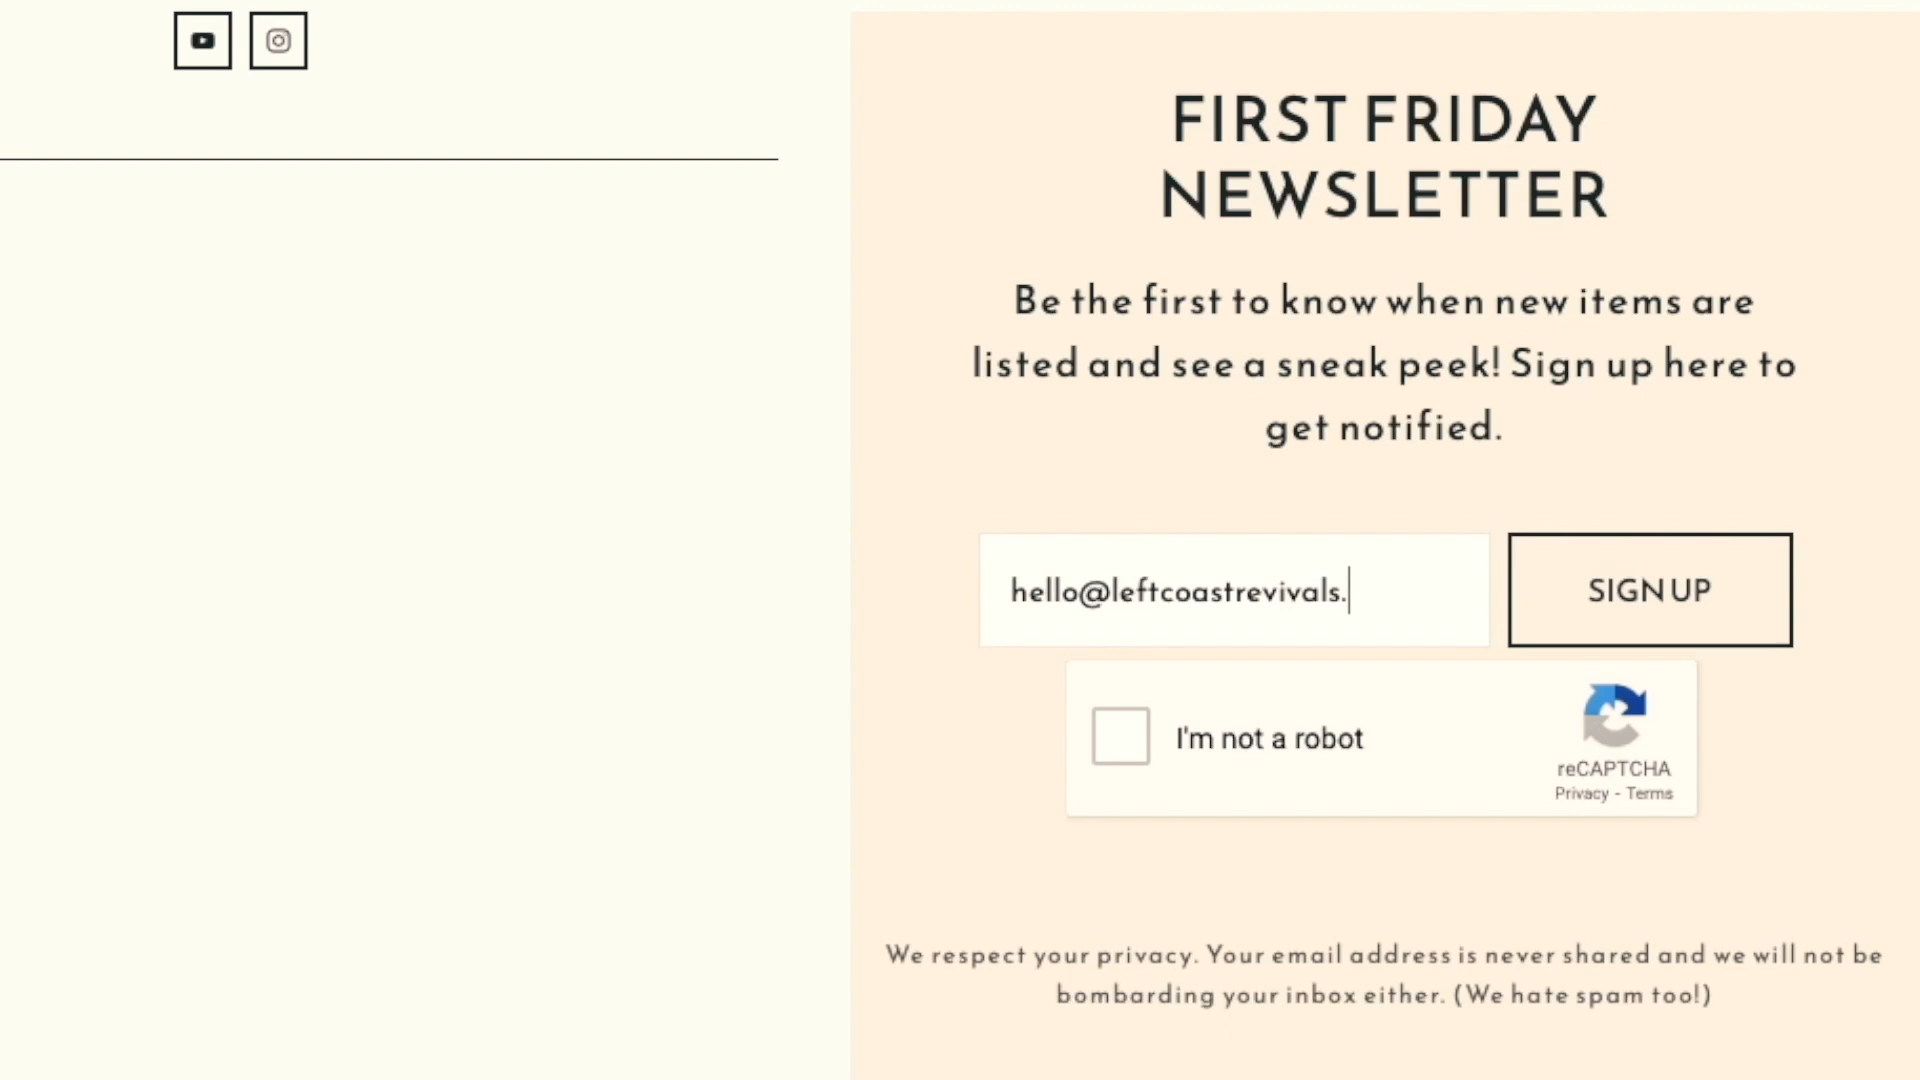 FIRST FRIDAY
NEWSLETTER
Be the first to know when new items are
listed and see a sneak peek! Sign up here to
get notified.
hello@leftcoastrevivals.
SIGN UP
I'm not a robot
reCAPTCHA
Privacy - Terms
We respect your privacy. Your email address is never shared and we will not be
bombarding your inbox either. (We hate spam too!)